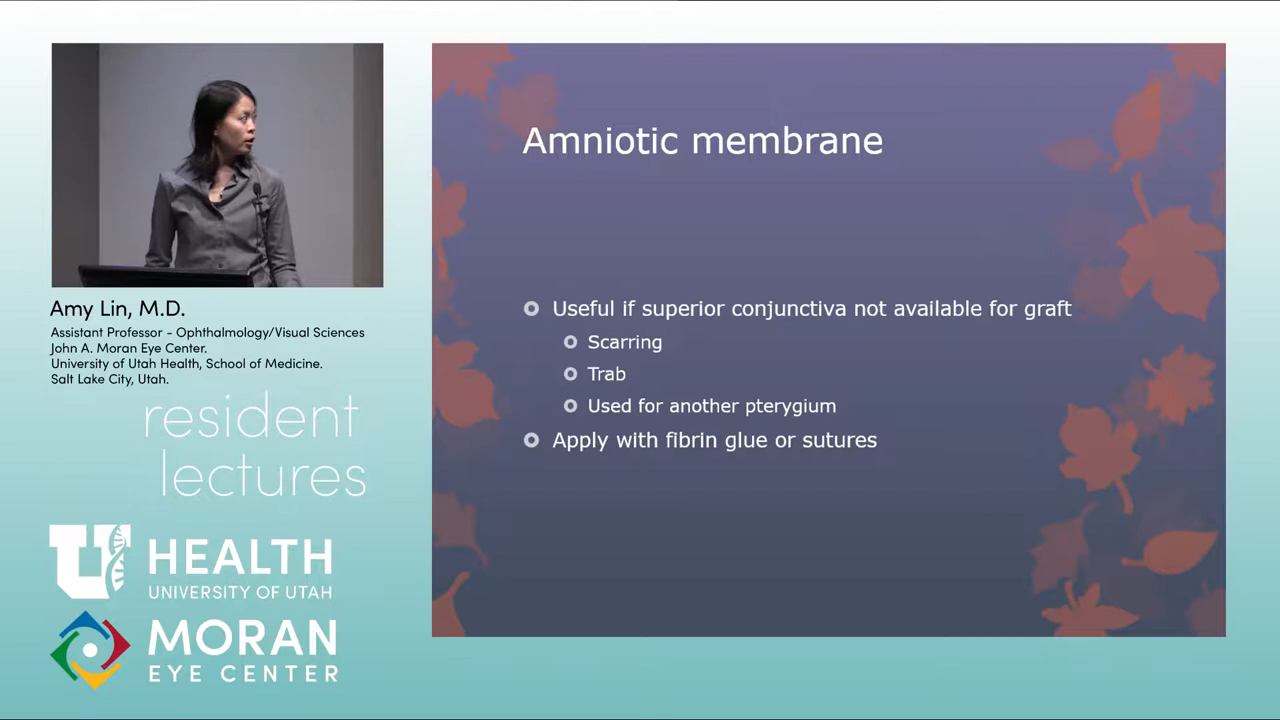 Amy Lin, M.D.
Assistant Professor - Ophthalmology/Visual Sciences
John A. Moran Eye Center.
University of Utah Health, School of Medicine.
Salt Lake City, Utah.
resident
lectures
U HEALTH
UNIVERSITY OF UTAH
MORAN
EYE CENTER
Amniotic membrane
Useful if superior conjunctiva not available for graft
Scarring
Trab
Used for another pterygium
Apply with fibrin glue or sutures